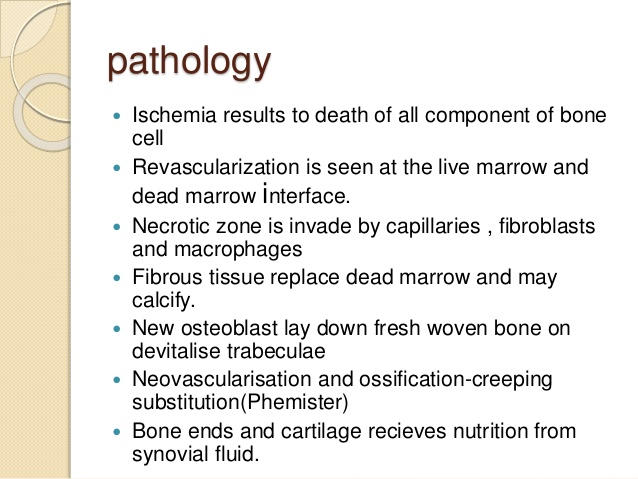 pathology
• Ischemia results to death of all component of bone
cell
• Revascularization is seen at the live marrow and
dead marrow interface.
• Necrotic zone is invade by capillaries , fibroblasts
and macrophages
• Fibrous tissue replace dead marrow and may
calcify.
• New osteoblast lay down fresh woven bone on
devitalise trabeculae
• Neovascularisation and ossification-creeping
substitution(Phemister)
• Bone ends and cartilage recieves nutrition from
synovial fluid.